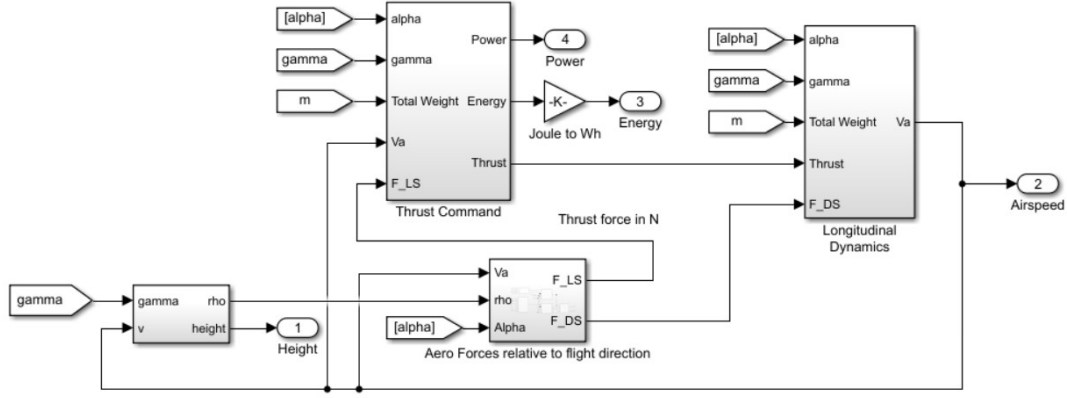 [alpha]
gamma
m
alpha
gamma
Total Weight
Va
F_LS
Power
Energy
Thrust
Thrust Command
4
Power
-K-
Joule to Wh
3
Energy
[alpha]
gamma
m
alpha
gamma
Total Weight
Thrust
F_DS
Va
Longitudinal
Dynamics
2
Airspeed
Thrust force in N
gamma
gamma
v
rho
height
1
Height
[alpha]
Va
rho
Alpha
F_LS
F_DS
Aero Forces relative to flight direction